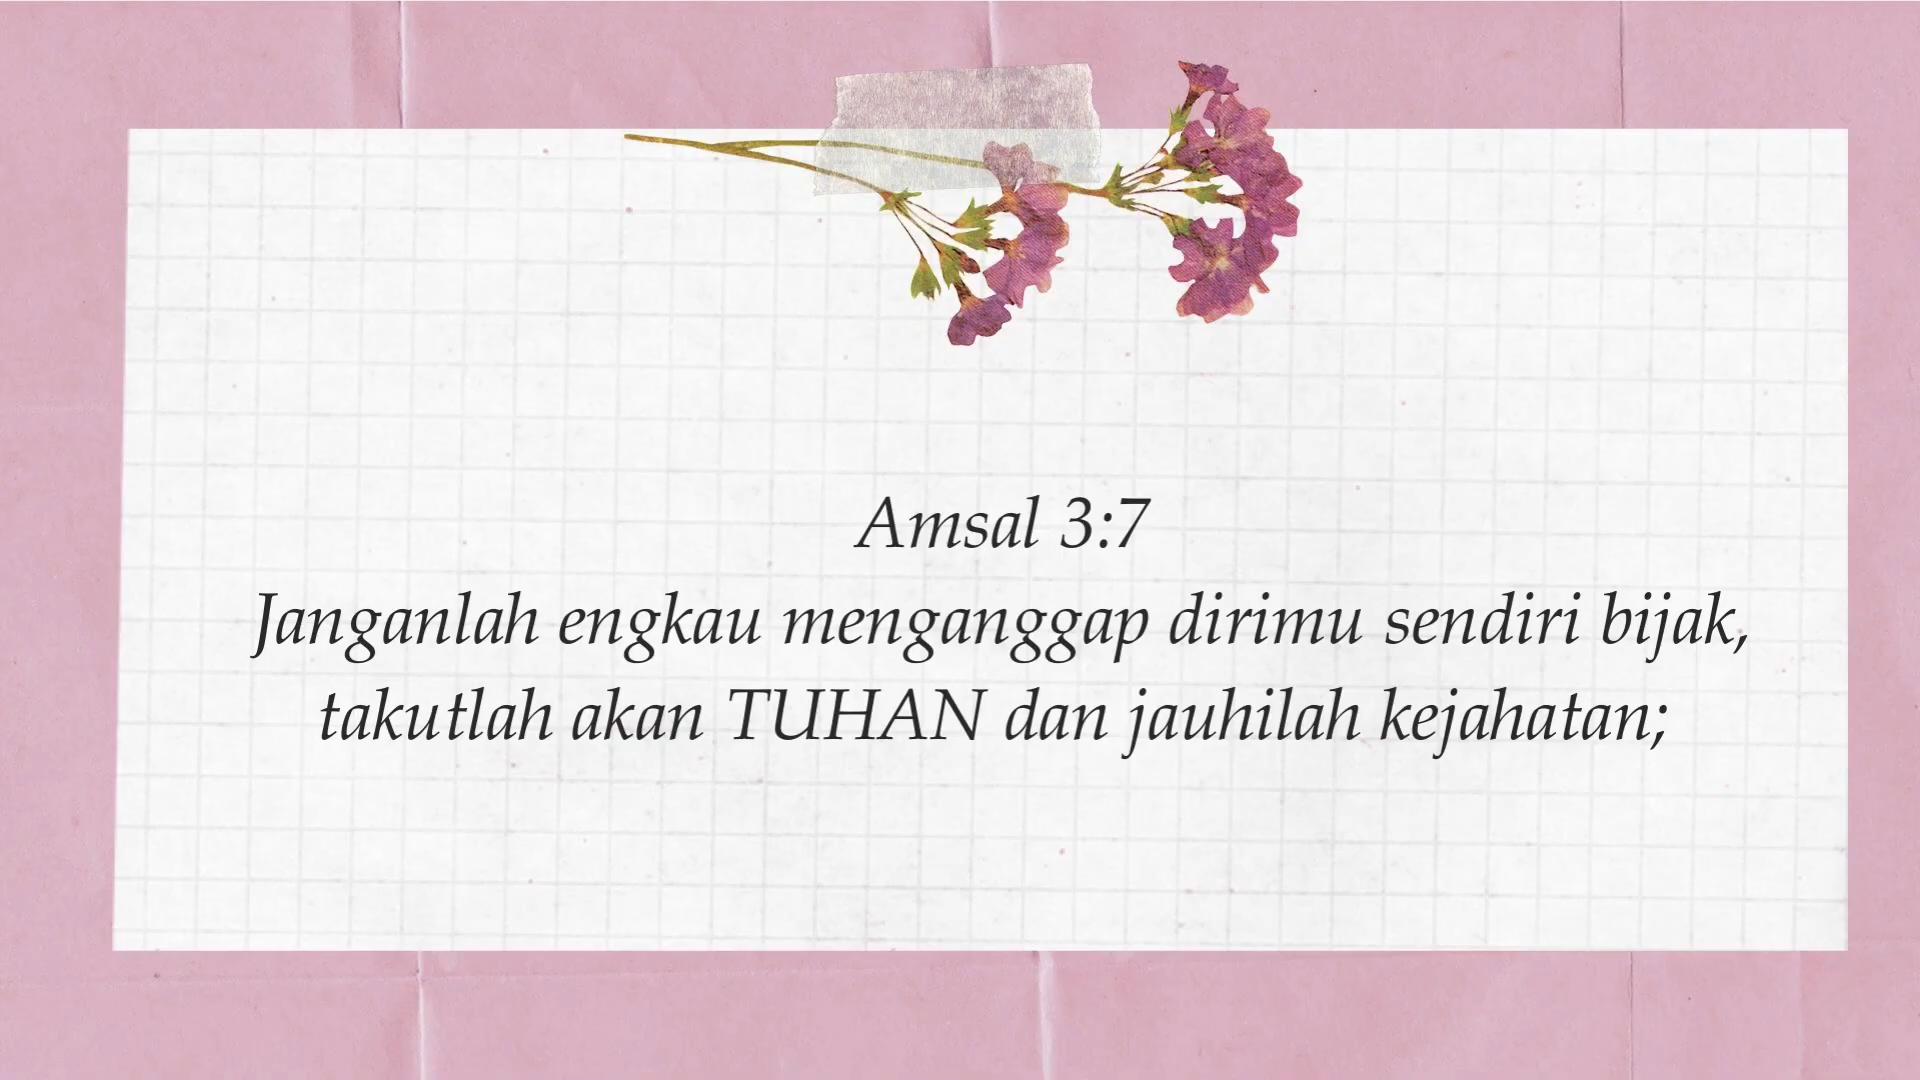 Amsal 3:7
Janganlah engkau menganggap dirimu sendiri bijak,
takutlah akan TUHAN dan jauhilah kejahatan;